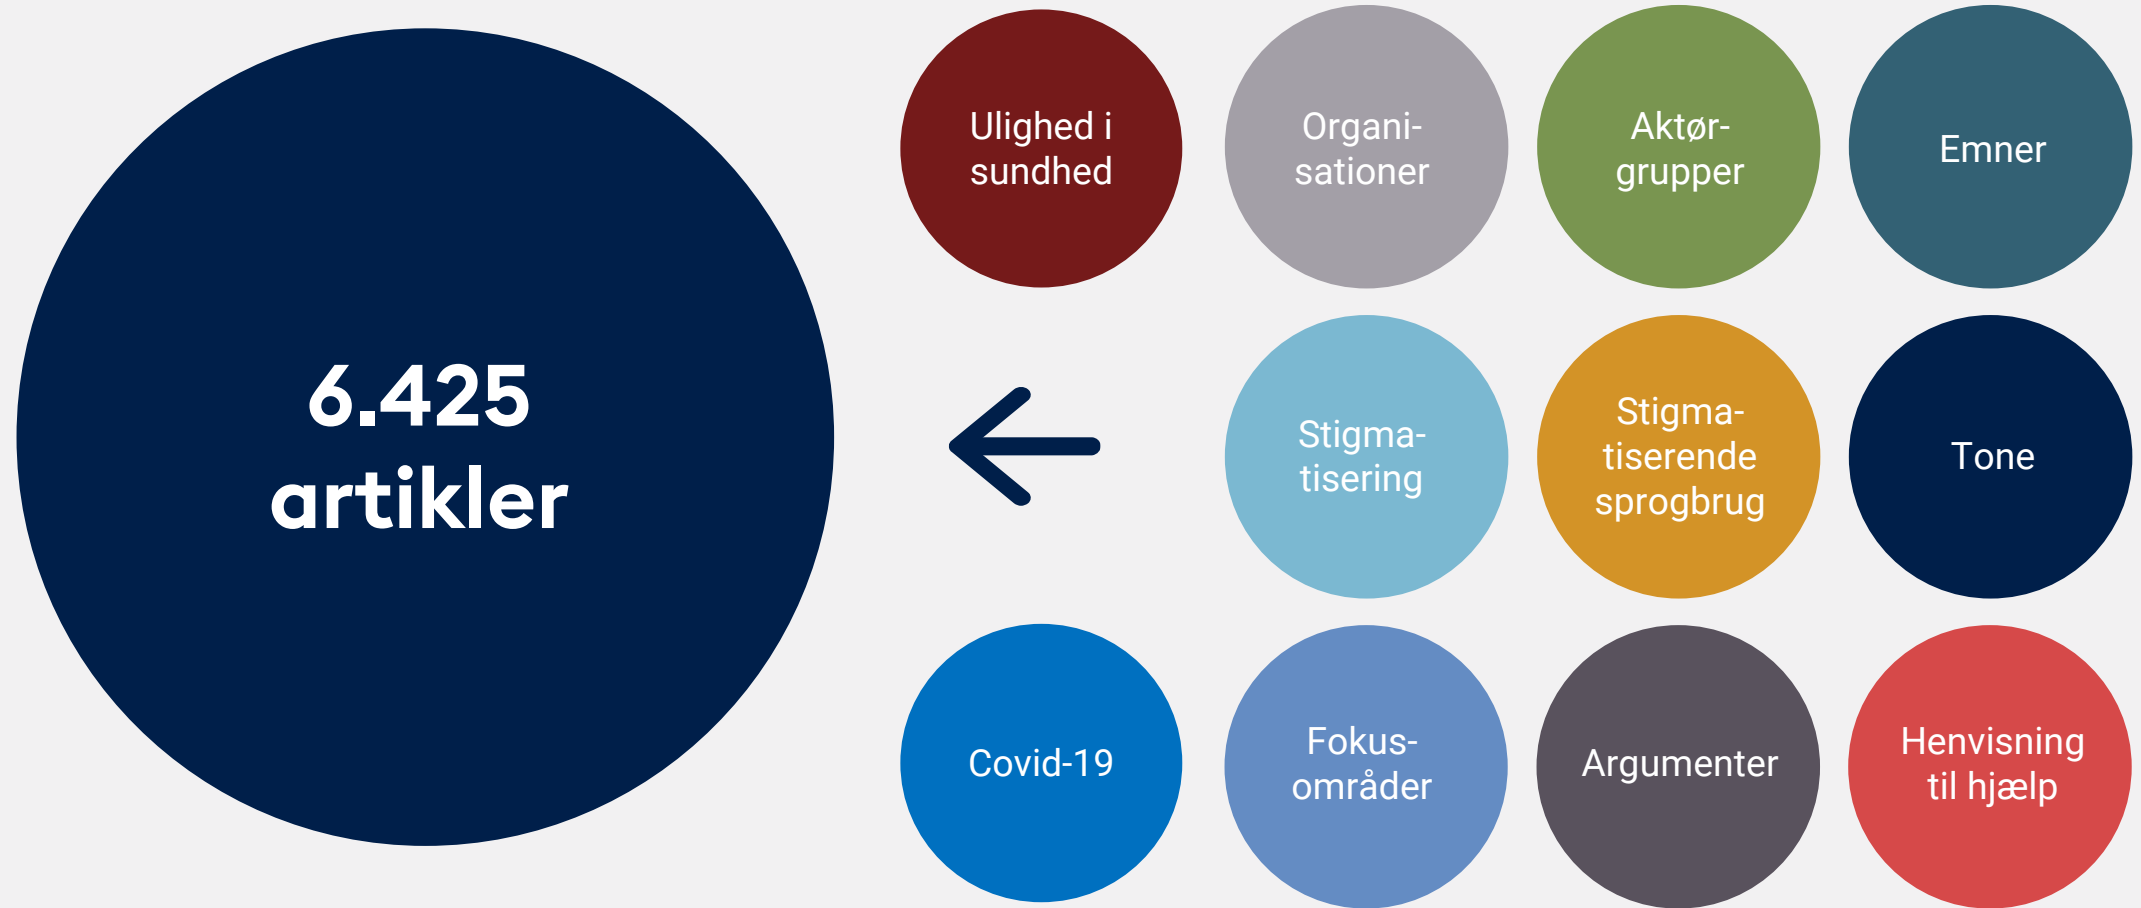 6.425
artikler
Ulighed i
sundhed
Organi-
sationer
Aktør-
grupper
Emner
Stigma-
tisering
Stigma-
tiserende
sprogbrug
Tone
Covid-19
Fokus-
områder
Argumenter
Henvisning
til hjælp